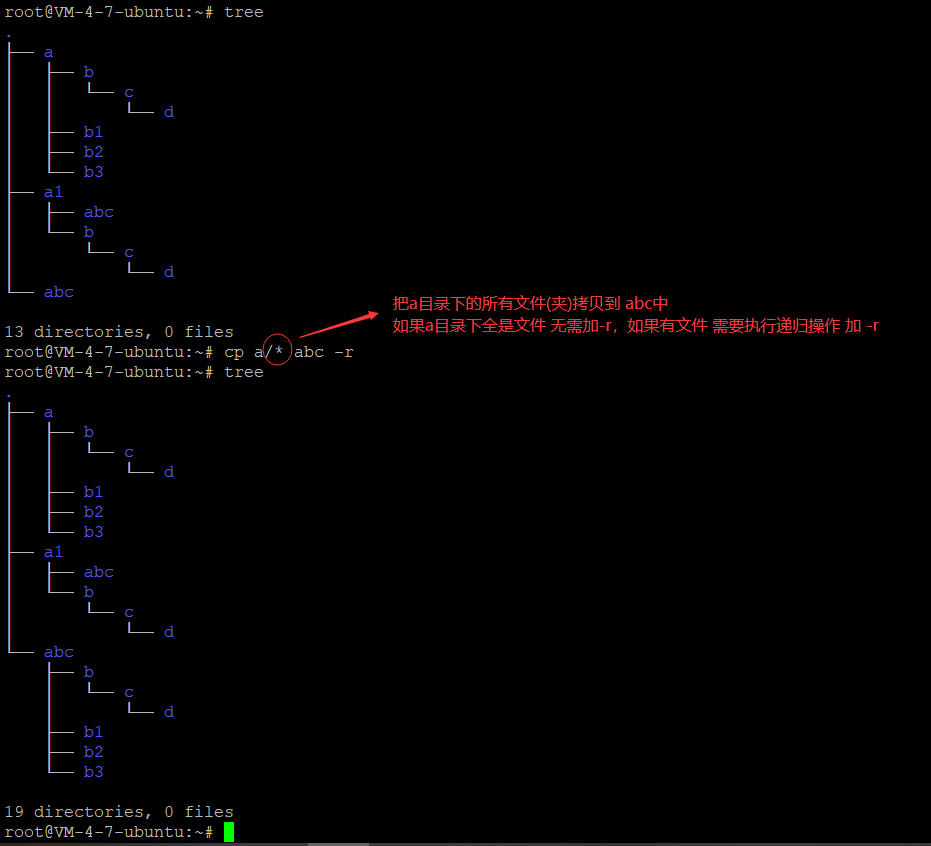 root@VM-4-7-ubuntu:~# tree
.
├── a
│   ├── b
│   │   └── c
│   │       └── d
│   ├── b1
│   ├── b2
│   └── b3
├── a1
│   ├── abc
│   └── b
│       └── c
│           └── d
└── abc
把a目录下的所有文件(夹)拷贝到 abc中
如果a目录下全是文件 无需加-r，如果有文件 需要执行递归操作 加 -r
13 directories, 0 files
root@VM-4-7-ubuntu:~# cp a/* abc -r
root@VM-4-7-ubuntu:~# tree
.
├── a
│   ├── b
│   │   └── c
│   │       └── d
│   ├── b1
│   ├── b2
│   └── b3
├── a1
│   ├── abc
│   └── b
│       └── c
│           └── d
└── abc
    ├── b
    │   └── c
    │       └── d
    ├── b1
    ├── b2
    └── b3
19 directories, 0 files
root@VM-4-7-ubuntu:~#